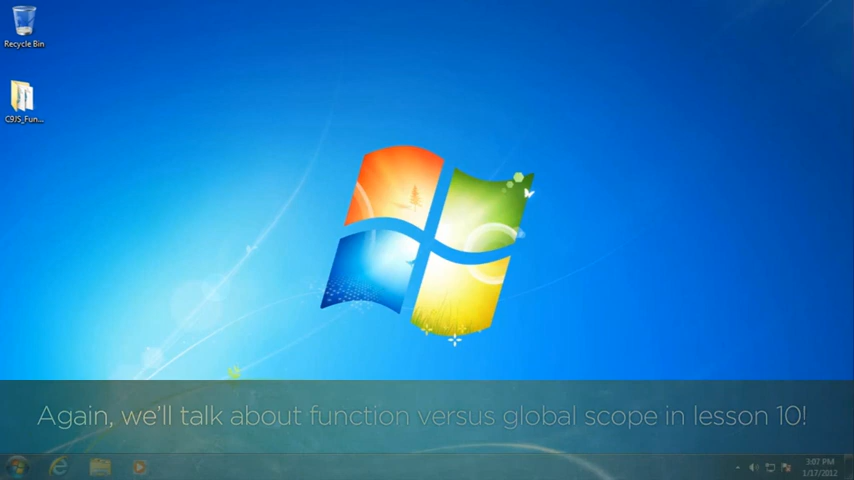 Recycle Bin
C9JS_Fun...
Again, we'll talk about function versus global scope in lesson 10!
3:07 PM
1/17/2012